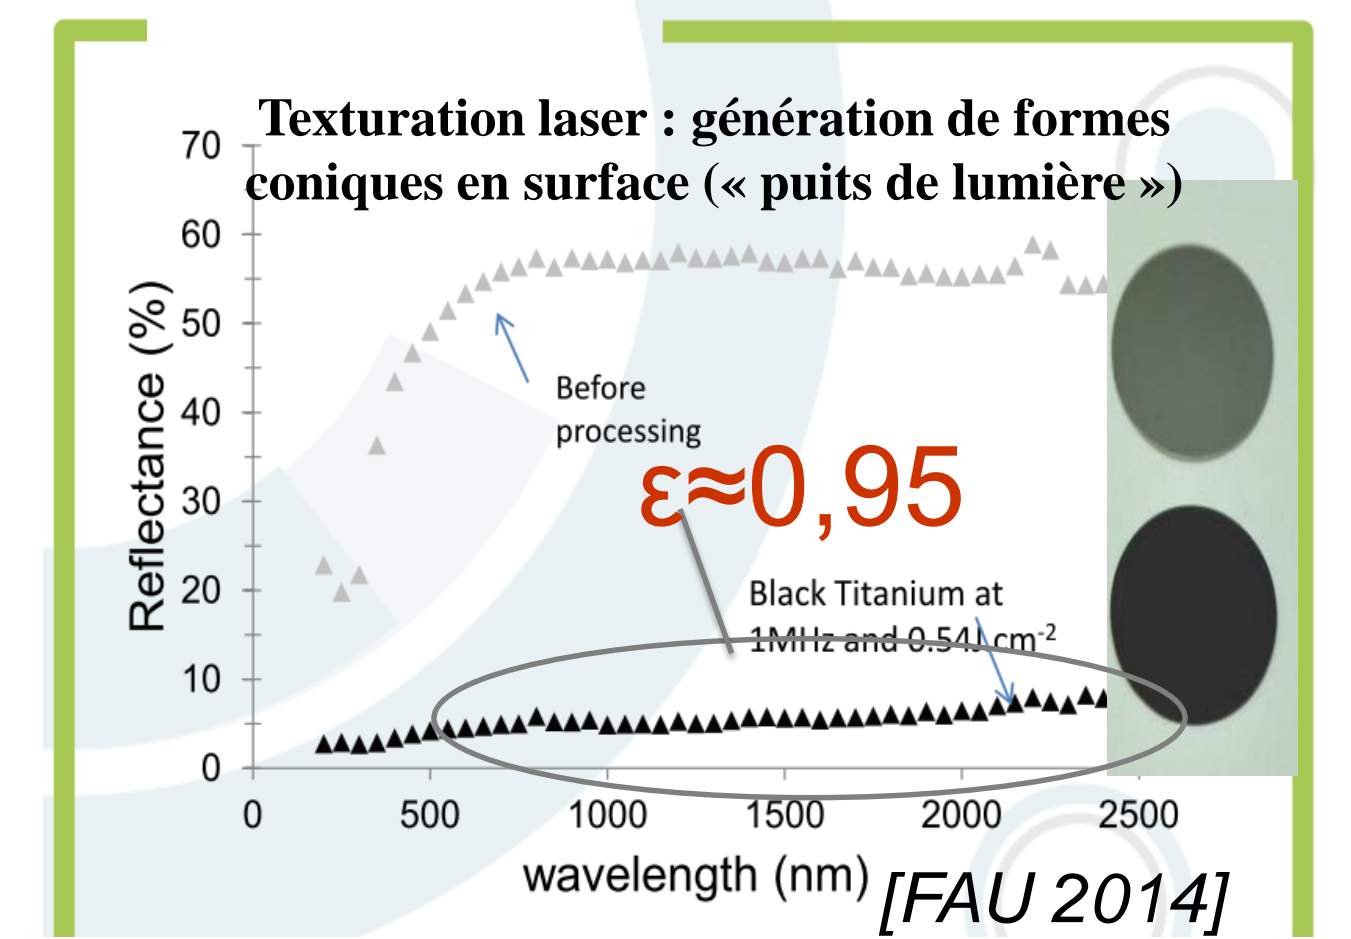 Texturation laser : génération de formes
coniques en surface (« puits de lumière »)
70
60
50
40
30
20
10
0
Reflectance (%)
Before
processing
ε≈0,95
Black Titanium at
1MHz and 0.54J cm-2
0 500 1000 1500 2000 2500
wavelength (nm)
[FAU 2014]